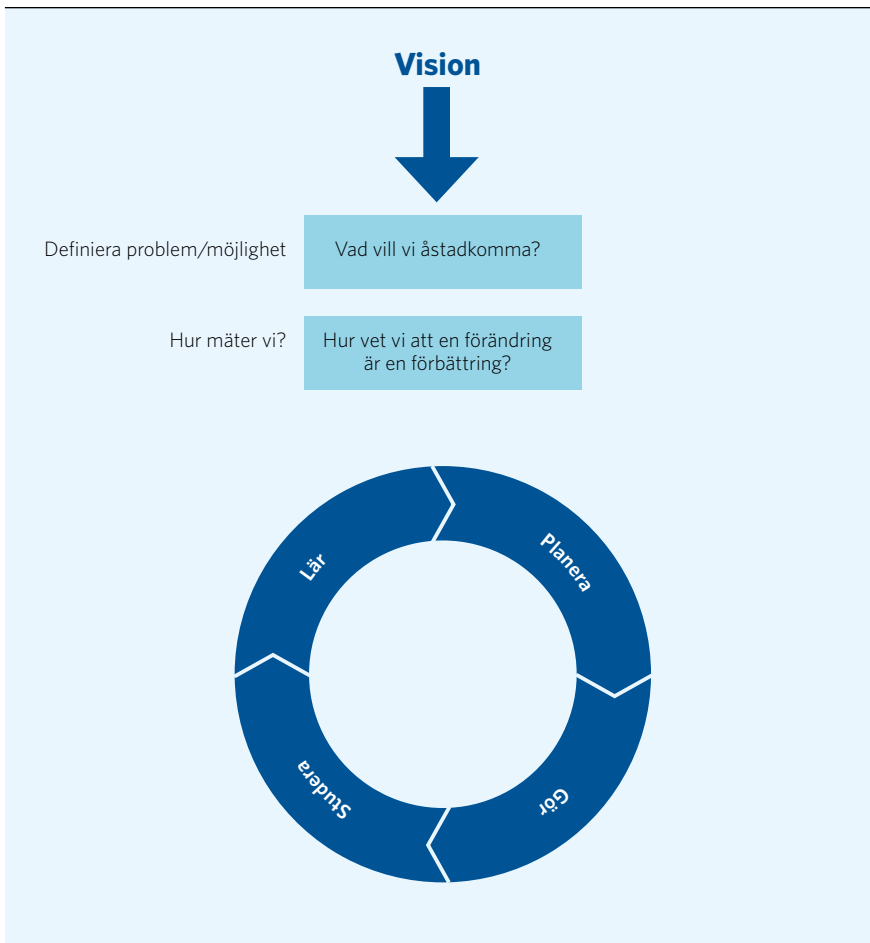 Vision
Definiera problem/möjlighet
Vad vill vi åstadkomma?
Hur mäter vi?
Hur vet vi att en förändring
är en förbättring?
Planera
Gör
Studera
Lär